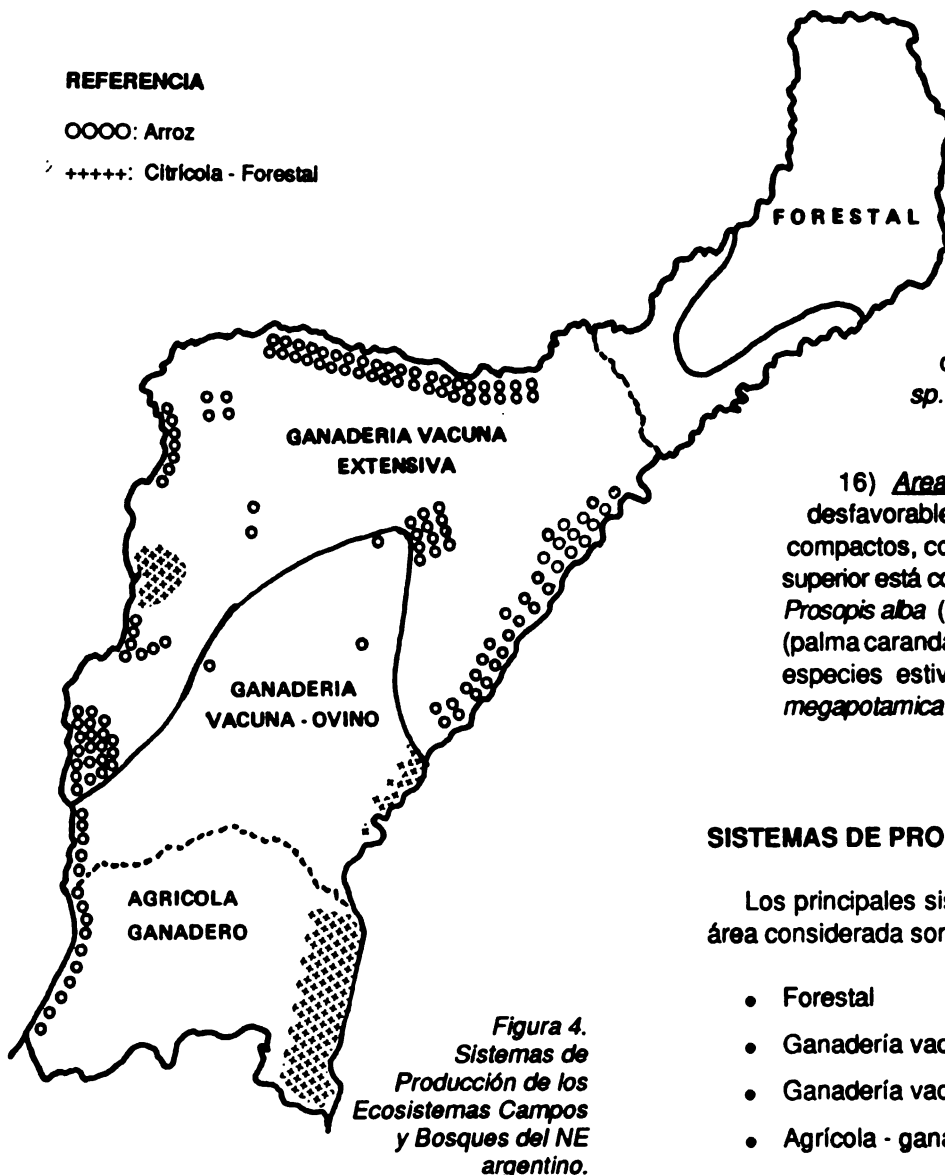 REFERENCIA
OOOO: Arroz
+++++: Citrícola - Forestal
FORESTAL
GANADERIA VACUNA
EXTENSIVA
GANADERIA
VACUNA - OVINO
AGRICOLA
GANADERO
Figura 4.
Sistemas de
Producción de los
Ecosistemas Campos
y Bosques del NE
argentino.
sp.
16) Area
desfavorable
compactos, co
superior está co
Prosopis alba (
(palma caranda
especies estiv
megapotamica
SISTEMAS DE PRO
Los principales sis
área considerada son
• Forestal
• Ganadería vac
• Ganadería vac
• Agrícola - gana